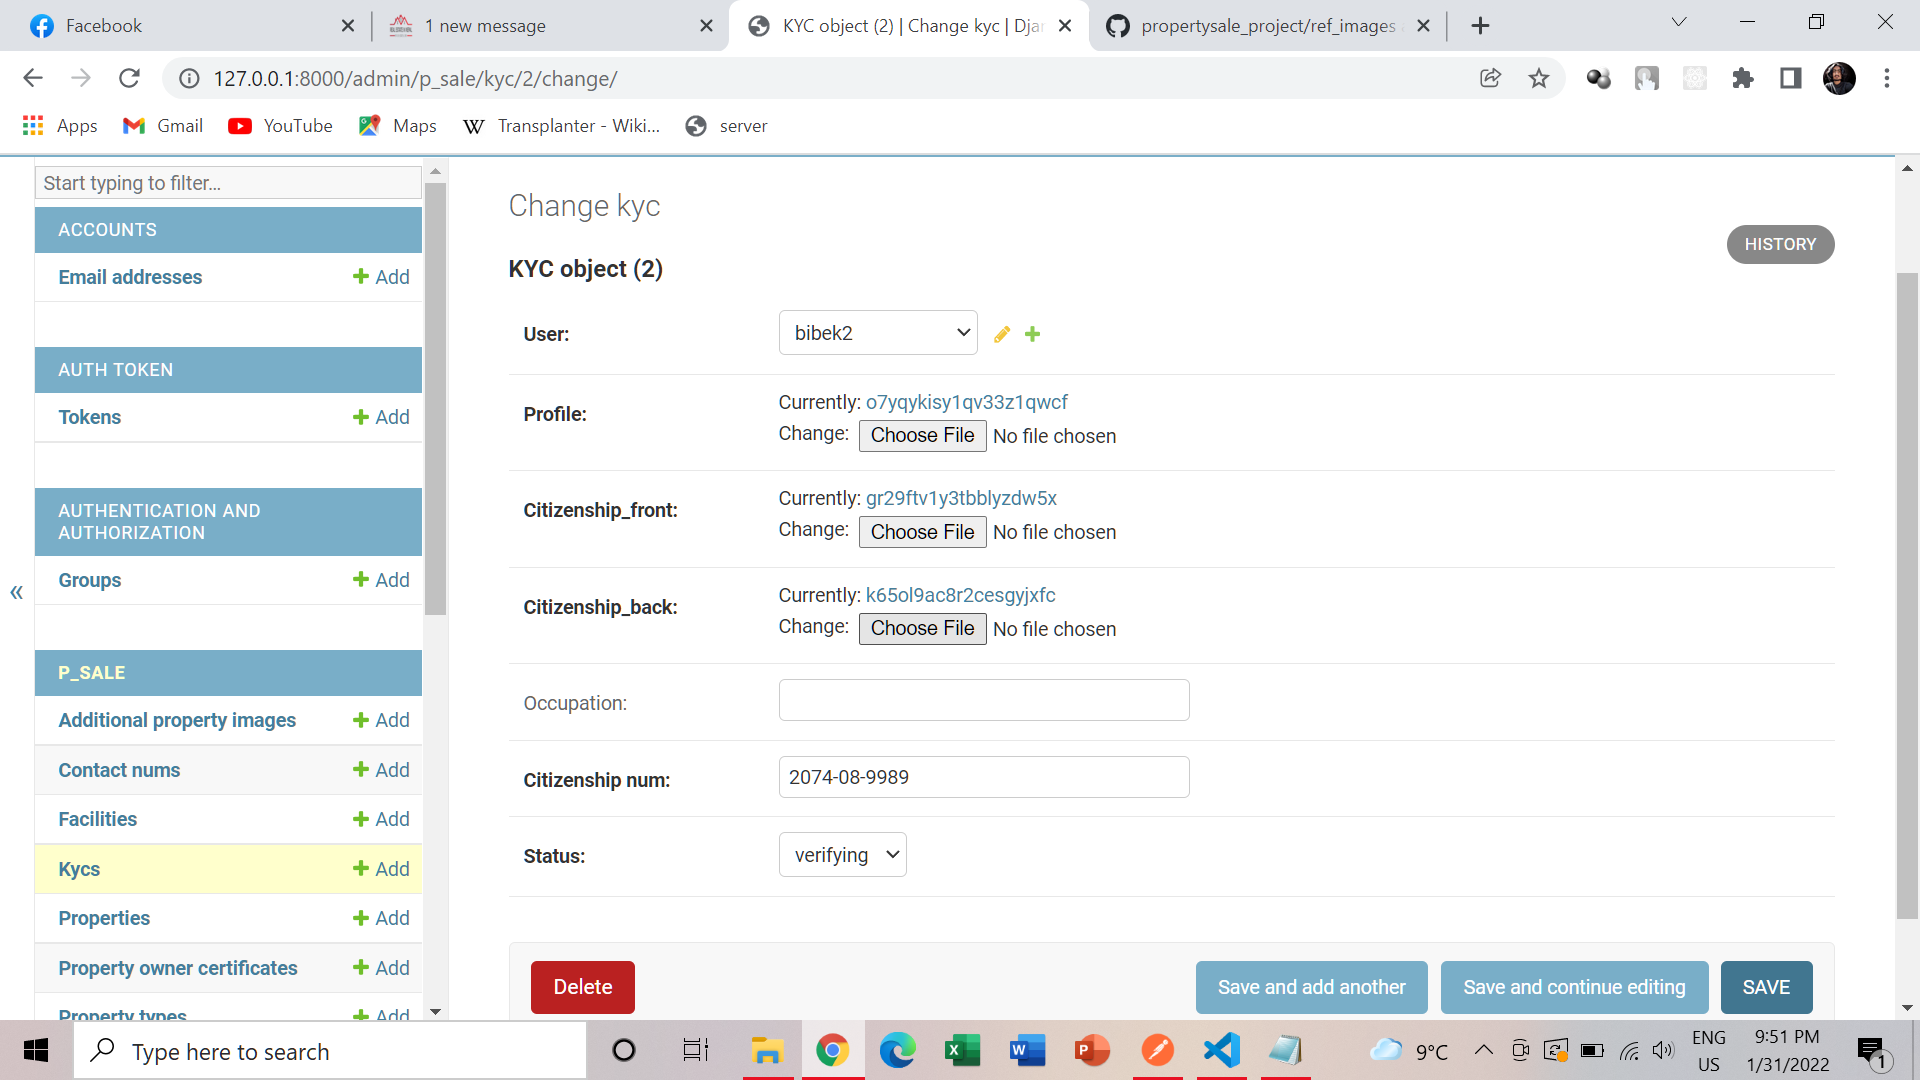 Facebook
1 new message
KYC object (2) | Change kyc | Djan
propertysale_project/ref_images
127.0.0.1:8000/admin/p_sale/kyc/2/change/
Apps
Gmail
YouTube
Maps
W Transplanter - Wiki...
server
Start typing to filter...
ACCOUNTS
Email addresses Add
AUTH TOKEN
Tokens Add
AUTHENTICATION AND
AUTHORIZATION
Groups Add
«
P_SALE
Additional property images Add
Contact nums Add
Facilities Add
Kycs Add
Properties Add
Property owner certificates Add
Property types Add
Change kyc
HISTORY
KYC object (2)
User: bibek2
Profile: Currently: o7yqykisy1qv33z1qwcf
Change: Choose File No file chosen
Citizenship_front: Currently: gr29ftv1y3tbblyzdw5x
Change: Choose File No file chosen
Citizenship_back: Currently: k65ol9ac8r2cesgyjxfc
Change: Choose File No file chosen
Occupation:
Citizenship num: 2074-08-9989
Status: verifying
Delete
Save and add another
Save and continue editing
SAVE
Type here to search
9°C
ENG
US
9:51 PM
1/31/2022
1